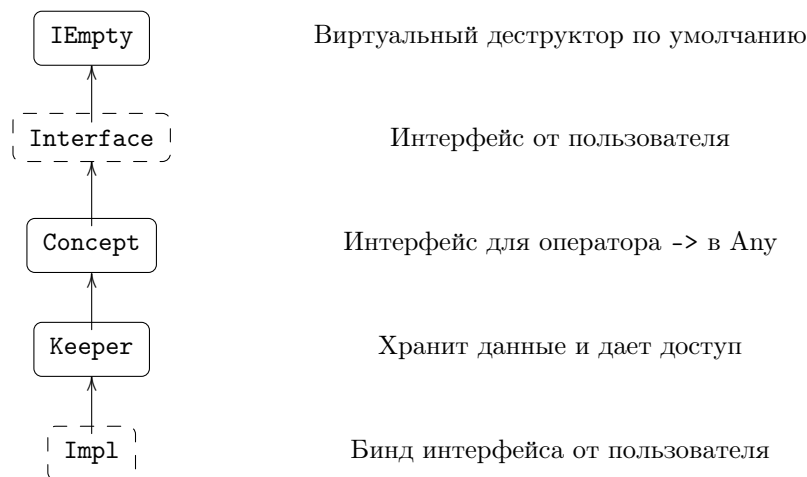 IEmpty Виртуальный деструктор по умолчанию
Interface Интерфейс от пользователя
Concept Интерфейс для оператора -> в Any
Keeper Хранит данные и дает доступ
Impl Бинд интерфейса от пользователя